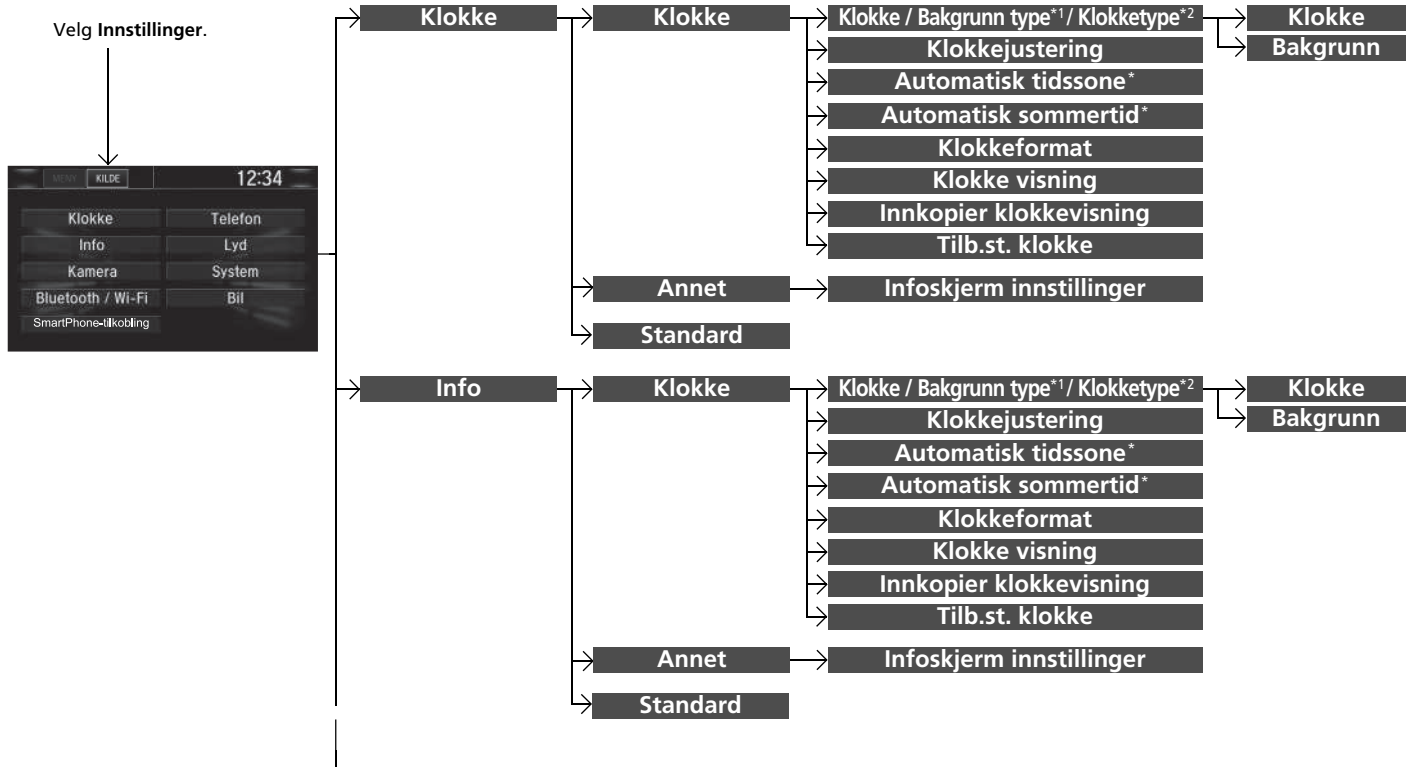 Velg Innstillinger.
MENY KILDE 12:34
Klokke Telefon
Info Lyd
Kamera System
Bluetooth / Wi-Fi Bil
SmartPhone-tilkobling
Klokke
Klokke
Klokke / Bakgrunn type*1/ Klokketype*2
Klokke
Bakgrunn
Klokkejustering
Automatisk tidssone*
Automatisk sommertid*
Klokkeformat
Klokke visning
Innkopier klokkevisning
Tilb.st. klokke
Annet
Infoskjerm innstillinger
Standard
Info
Klokke
Klokke / Bakgrunn type*1/ Klokketype*2
Klokke
Bakgrunn
Klokkejustering
Automatisk tidssone*
Automatisk sommertid*
Klokkeformat
Klokke visning
Innkopier klokkevisning
Tilb.st. klokke
Annet
Infoskjerm innstillinger
Standard